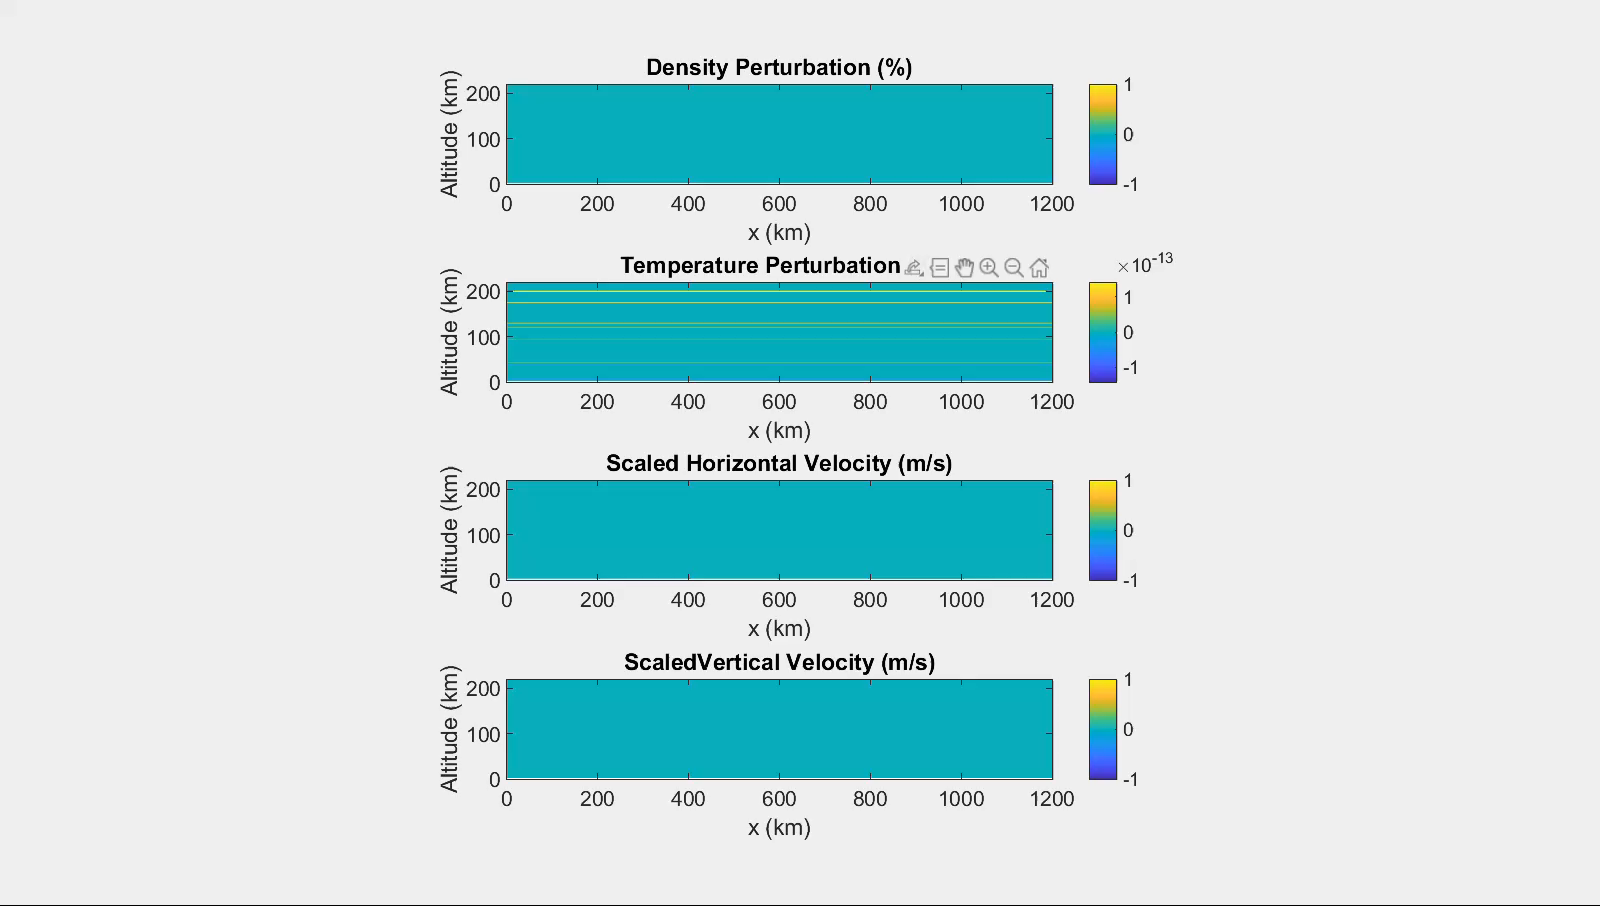 Density Perturbation (%)
Altitude (km)
200
100
0
0 200 400 600 800 1000 1200
x (km)
1
0
-1
Temperature Perturbation
×10-13
Altitude (km)
200
100
0
0 200 400 600 800 1000 1200
x (km)
1
0
-1
Scaled Horizontal Velocity (m/s)
Altitude (km)
200
100
0
0 200 400 600 800 1000 1200
x (km)
1
0
-1
ScaledVertical Velocity (m/s)
Altitude (km)
200
100
0
0 200 400 600 800 1000 1200
x (km)
1
0
-1